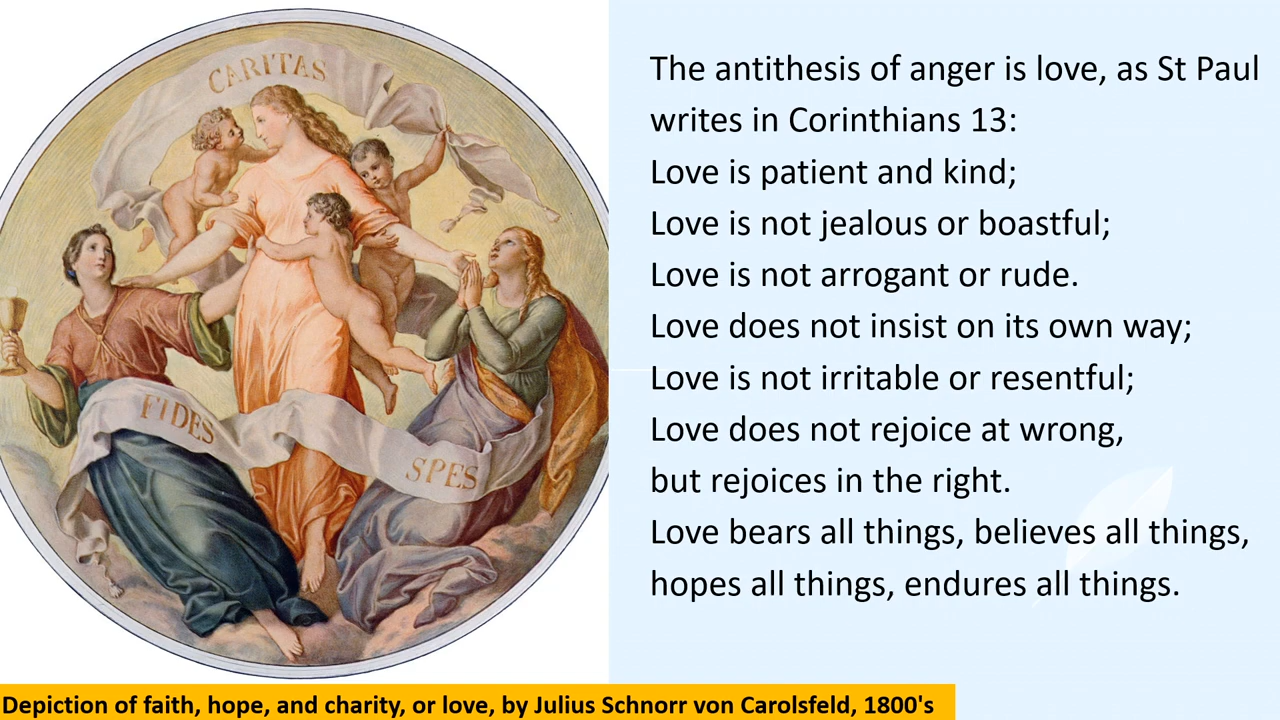 CARITAS
FIDES
SPES
The antithesis of anger is love, as St Paul
writes in Corinthians 13:
Love is patient and kind;
Love is not jealous or boastful;
Love is not arrogant or rude.
Love does not insist on its own way;
Love is not irritable or resentful;
Love does not rejoice at wrong,
but rejoices in the right.
Love bears all things, believes all things,
hopes all things, endures all things.
Depiction of faith, hope, and charity, or love, by Julius Schnorr von Carolsfeld, 1800's